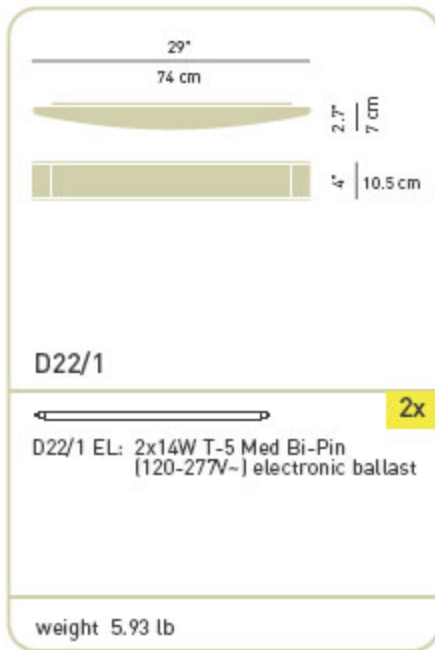 29"
74 cm
2.7"
7 cm
4"
10.5 cm
D22/1
2x
D22/1 EL: 2x14W T-5 Med Bi-Pin
(120-277V~) electronic ballast
weight 5.93 lb